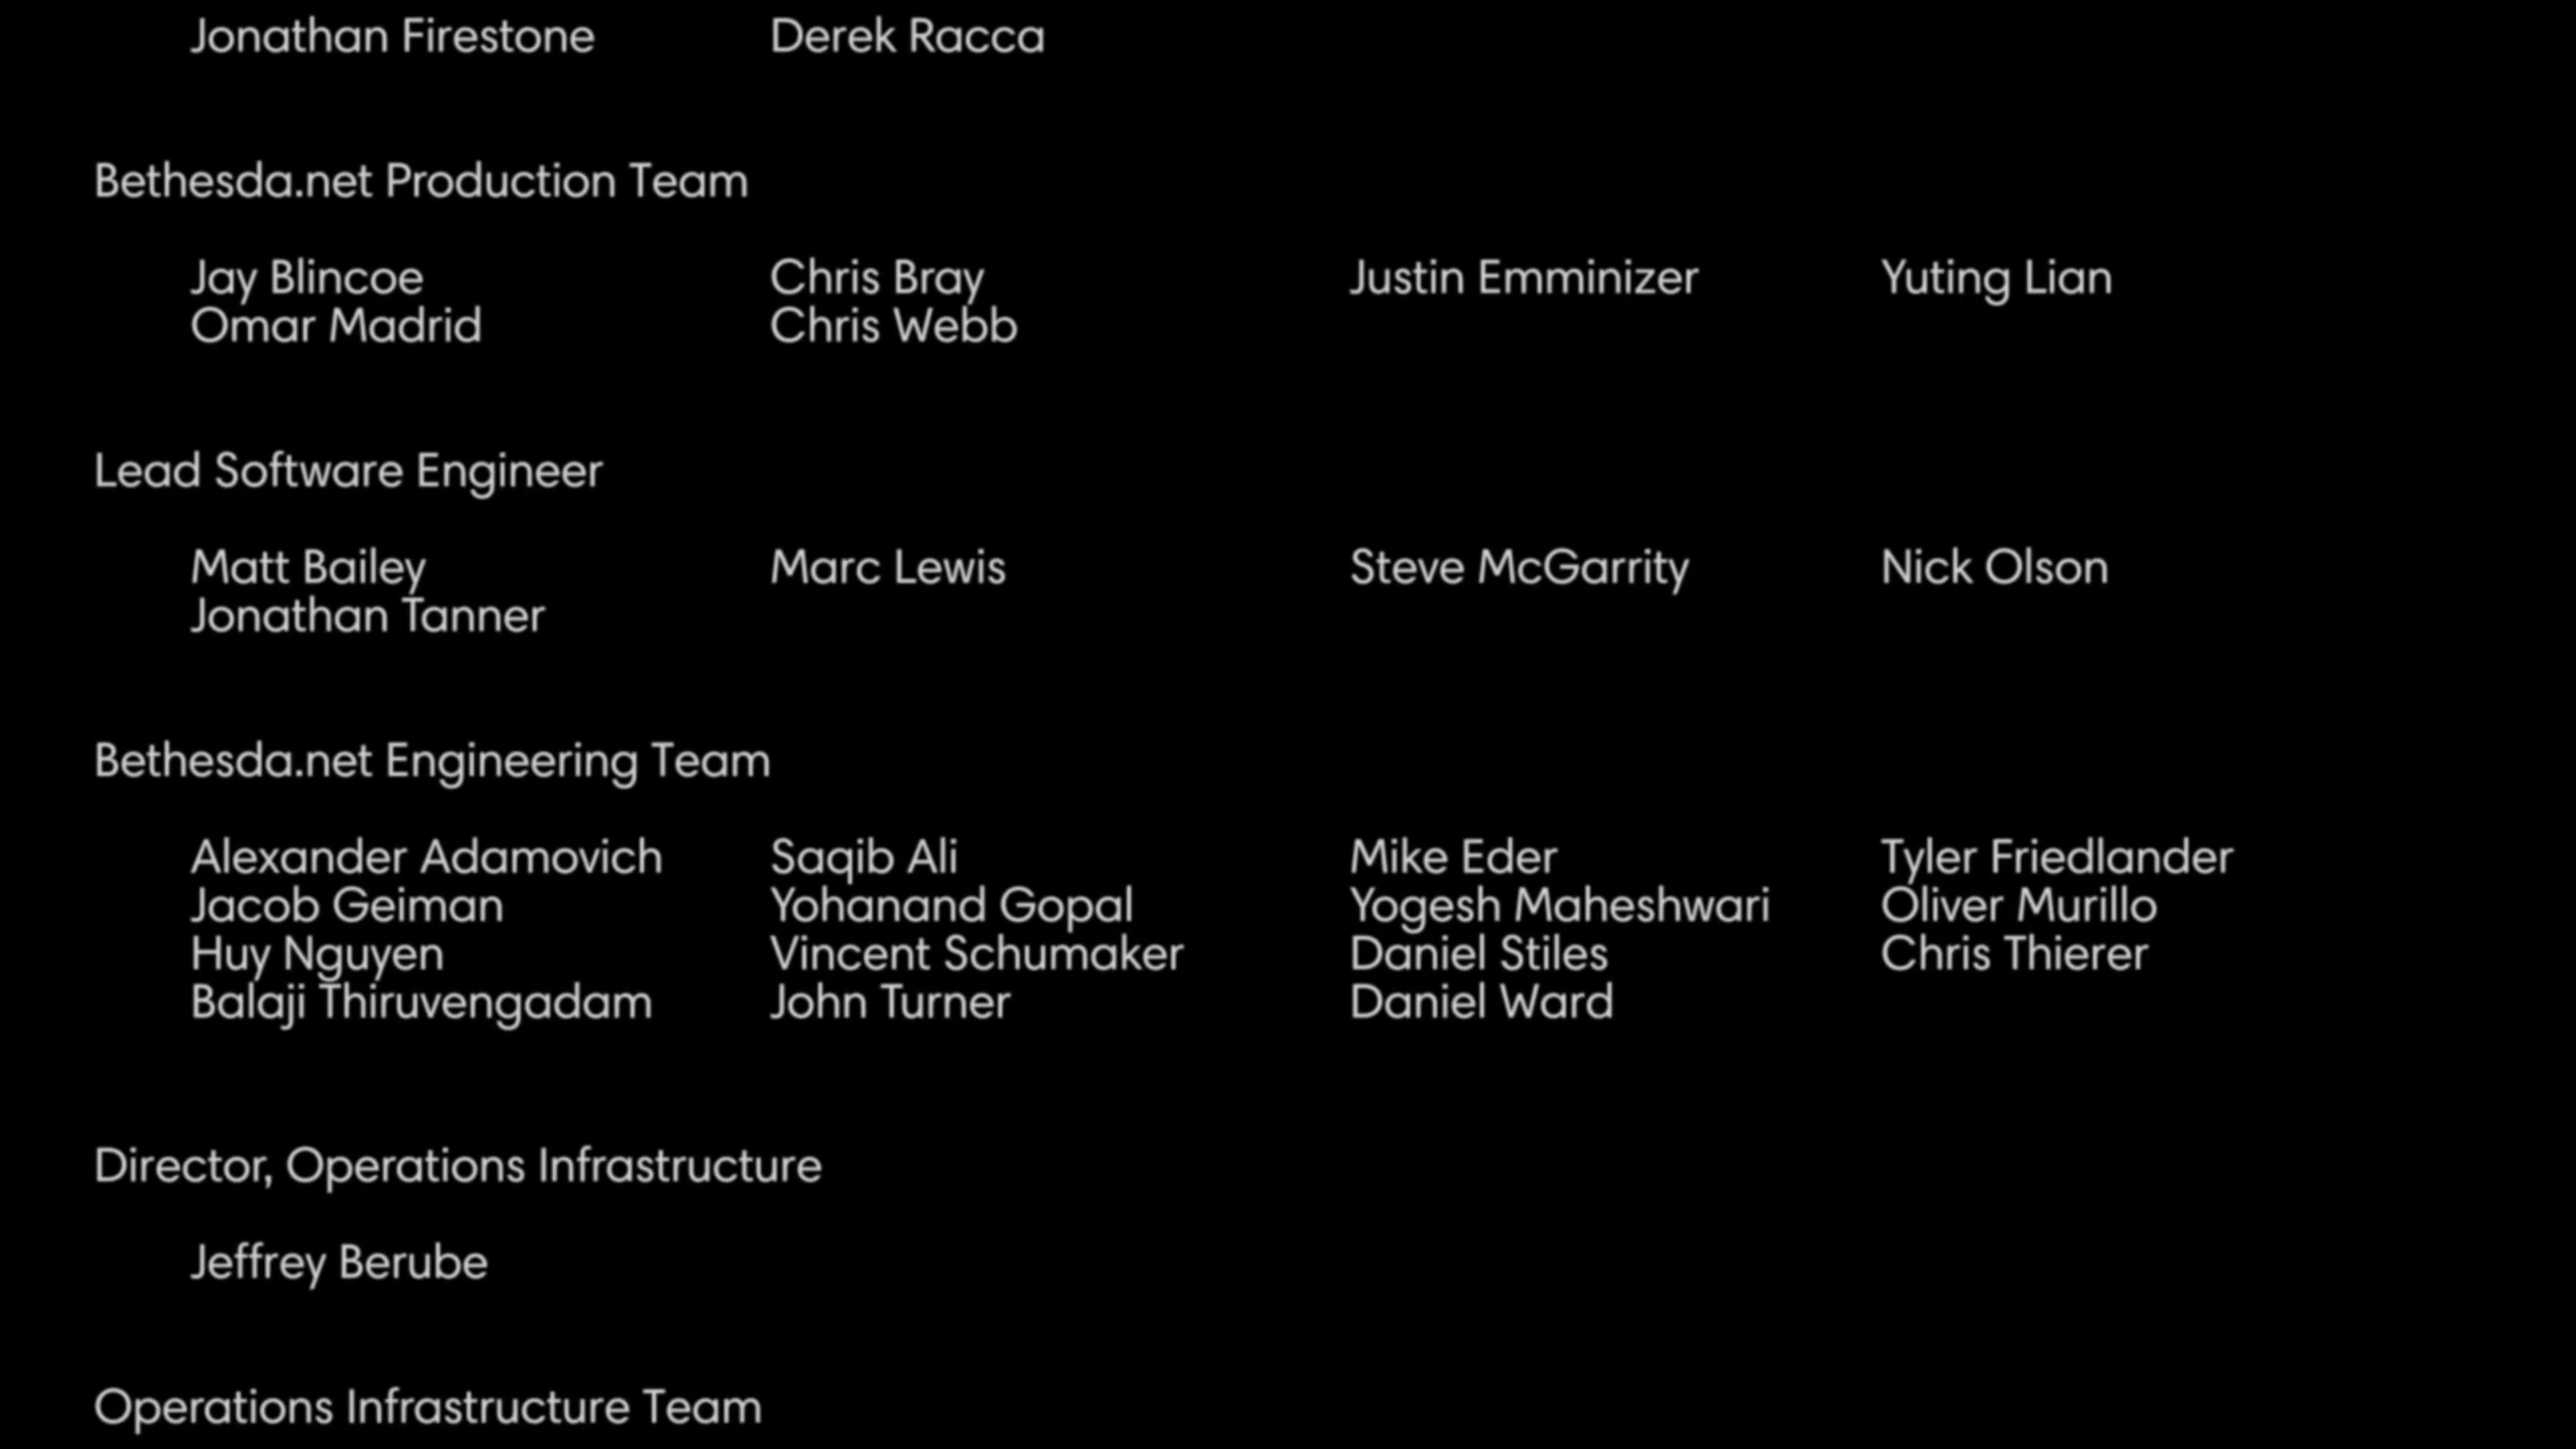 Jonathan Firestone Derek Racca
Bethesda.net Production Team
Jay Blincoe Chris Bray Justin Emminizer Yuting Lian
Omar Madrid Chris Webb
Lead Software Engineer
Matt Bailey Marc Lewis Steve McGarrity Nick Olson
Jonathan Tanner
Bethesda.net Engineering Team
Alexander Adamovich Saqib Ali Mike Eder Tyler Friedlander
Jacob Geiman Yohanand Gopal Yogesh Maheshwari Oliver Murillo
Huy Nguyen Vincent Schumaker Daniel Stiles Chris Thierer
Balaji Thiruvengadam John Turner Daniel Ward
Director, Operations Infrastructure
Jeffrey Berube
Operations Infrastructure Team